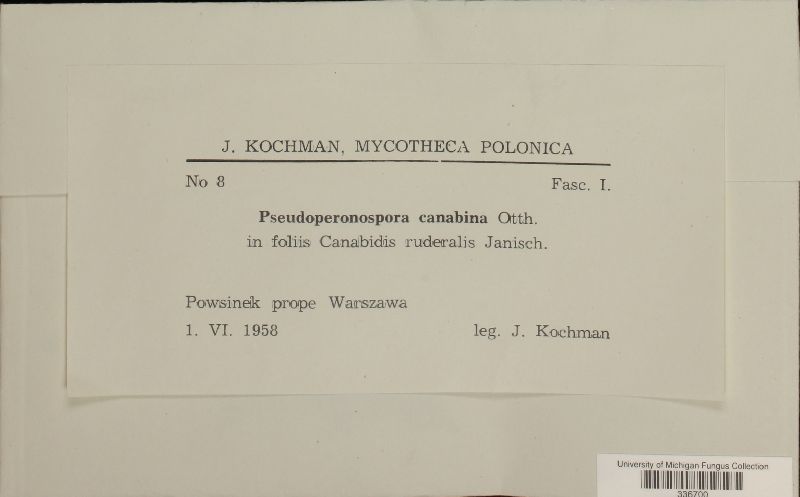 J. KOCHMAN, MYCOTHECA POLONICA
No 8 Fasc. I.
Pseudoperonospora canabina Otth.
in foliis Canabidis ruderalis Janisch.
Powsinek prope Warszawa
1. VI. 1958 leg. J. Kochman
University of Michigan Fungus Collection
336700